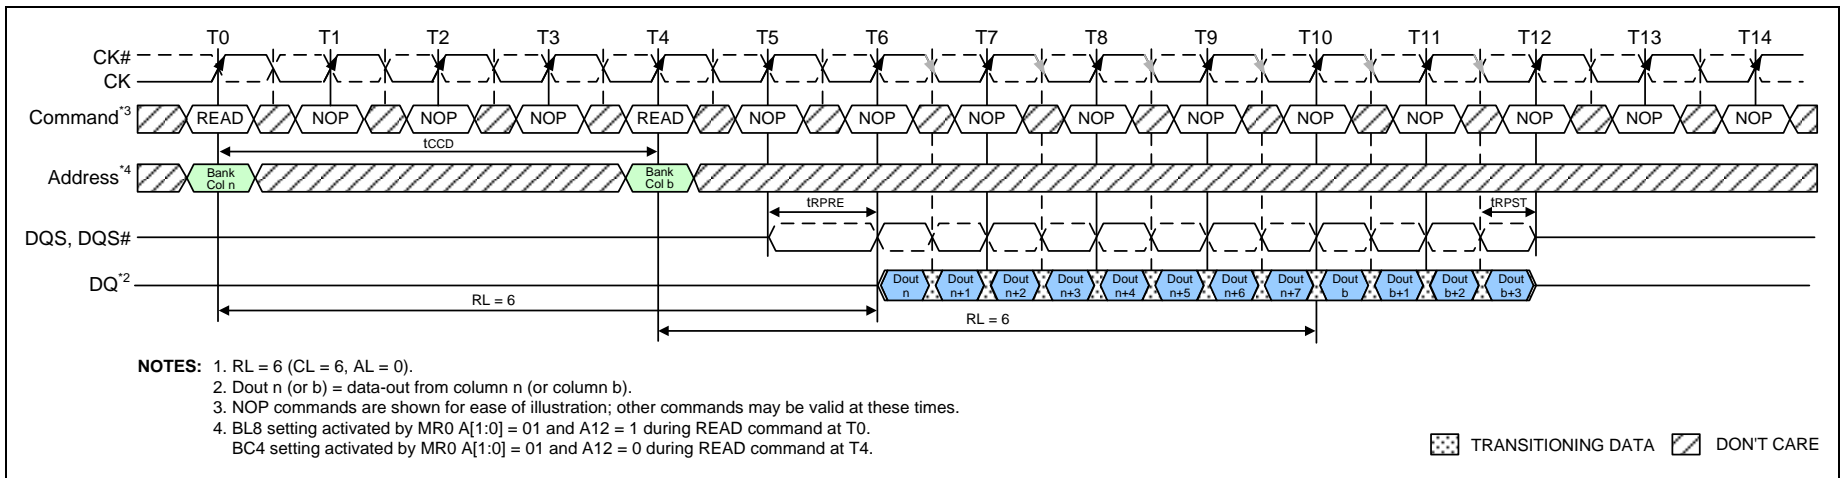 T0 T1 T2 T3 T4 T5 T6 T7 T8 T9 T10 T11 T12 T13 T14
CK#
CK
Command*3 READ NOP NOP NOP READ NOP NOP NOP NOP NOP NOP NOP NOP NOP NOP
tCCD
Address*4 Bank Col n Bank Col b
tRPRE tRPST
DQS, DQS#
DQ*2 Dout n Dout n+1 Dout n+2 Dout n+3 Dout n+4 Dout n+5 Dout n+6 Dout n+7 Dout b Dout b+1 Dout b+2 Dout b+3
RL = 6
RL = 6
NOTES: 1. RL = 6 (CL = 6, AL = 0).
2. Dout n (or b) = data-out from column n (or column b).
3. NOP commands are shown for ease of illustration; other commands may be valid at these times.
4. BL8 setting activated by MR0 A[1:0] = 01 and A12 = 1 during READ command at T0.
BC4 setting activated by MR0 A[1:0] = 01 and A12 = 0 during READ command at T4.
TRANSITIONING DATA DON'T CARE